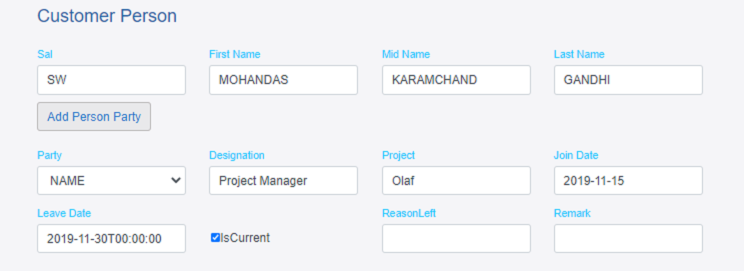 Customer Person
Sal First Name Mid Name Last Name
SW MOHANDAS KARAMCHAND GANDHI
Add Person Party
Party Designation Project Join Date
NAME Project Manager Olaf 2019-11-15
Leave Date ReasonLeft Remark
2019-11-30T00:00:00 IsCurrent